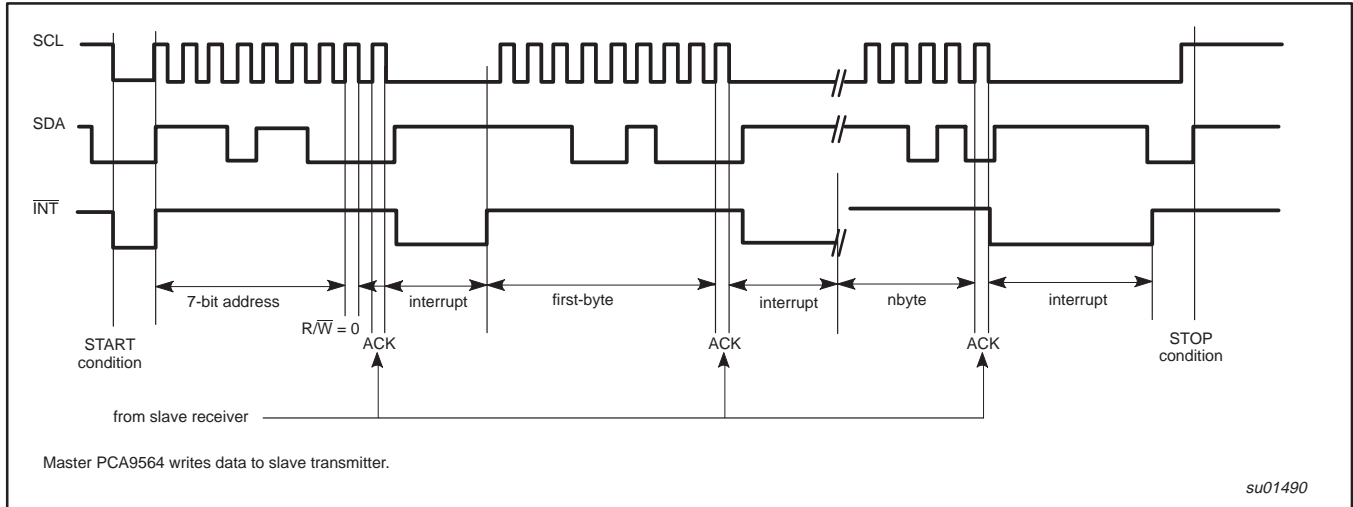 SCL
SDA
I̅N̅T̅
7-bit address
interrupt
first-byte
interrupt
nbyte
interrupt
R/W̅ = 0
START
condition
ACK
ACK
ACK
STOP
condition
from slave receiver
Master PCA9564 writes data to slave transmitter.
su01490